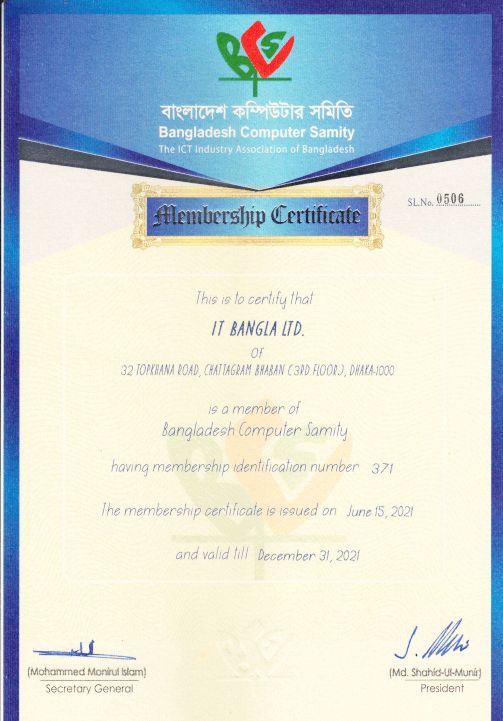 BCS
বাংলাদেশ কম্পিউটার সমিতি
Bangladesh Computer Samity
The ICT Industry Association of Bangladesh
SL.No. 0506
Membership Certificate
This is to certify that
IT BANGLA LTD.
Of
32 TOPKHANA ROAD, CHATTAGRAM BHABAN (3RD FLOOR), DHAKA-1000
is a member of
Bangladesh Computer Samity
having membership identification number 371
The membership certificate is issued on June 15, 2021
and valid till December 31, 2021
(Mohammed Monirul Islam)
Secretary General
(Md. Shahid-Ul-Munir)
President